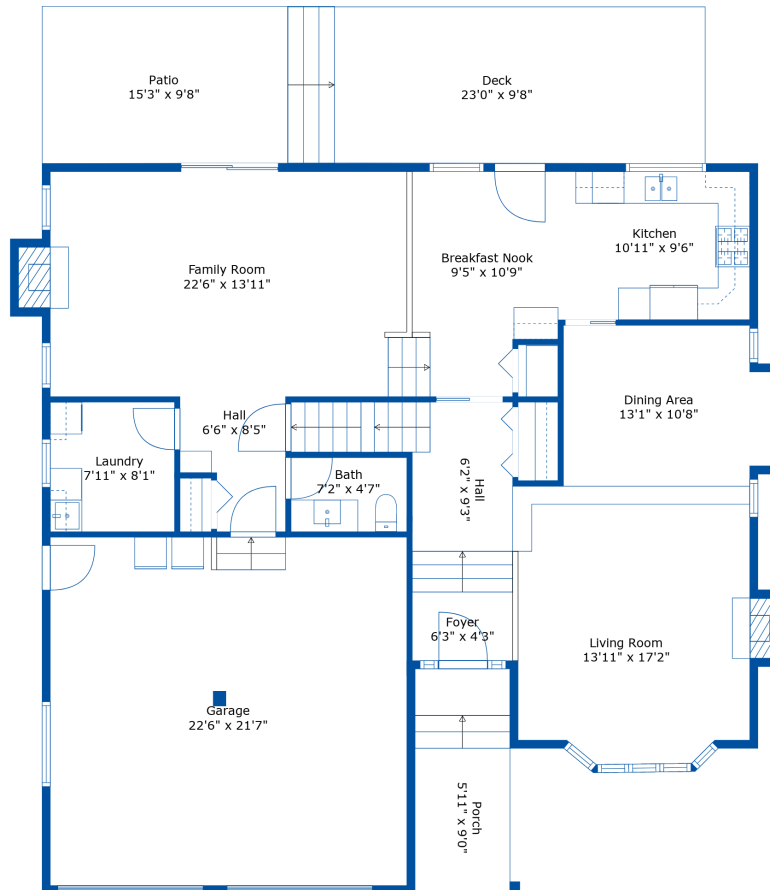 Patio
15'3" x 9'8"
Deck
23'0" x 9'8"
Kitchen
10'11" x 9'6"
Breakfast Nook
9'5" x 10'9"
Family Room
22'6" x 13'11"
Dining Area
13'1" x 10'8"
Hall
6'6" x 8'5"
Laundry
7'11" x 8'1"
Bath
7'2" x 4'7"
Hall
6'2" x 9'3"
Foyer
6'3" x 4'3"
Living Room
13'11" x 17'2"
Garage
22'6" x 21'7"
Porch
5'11" x 9'0"